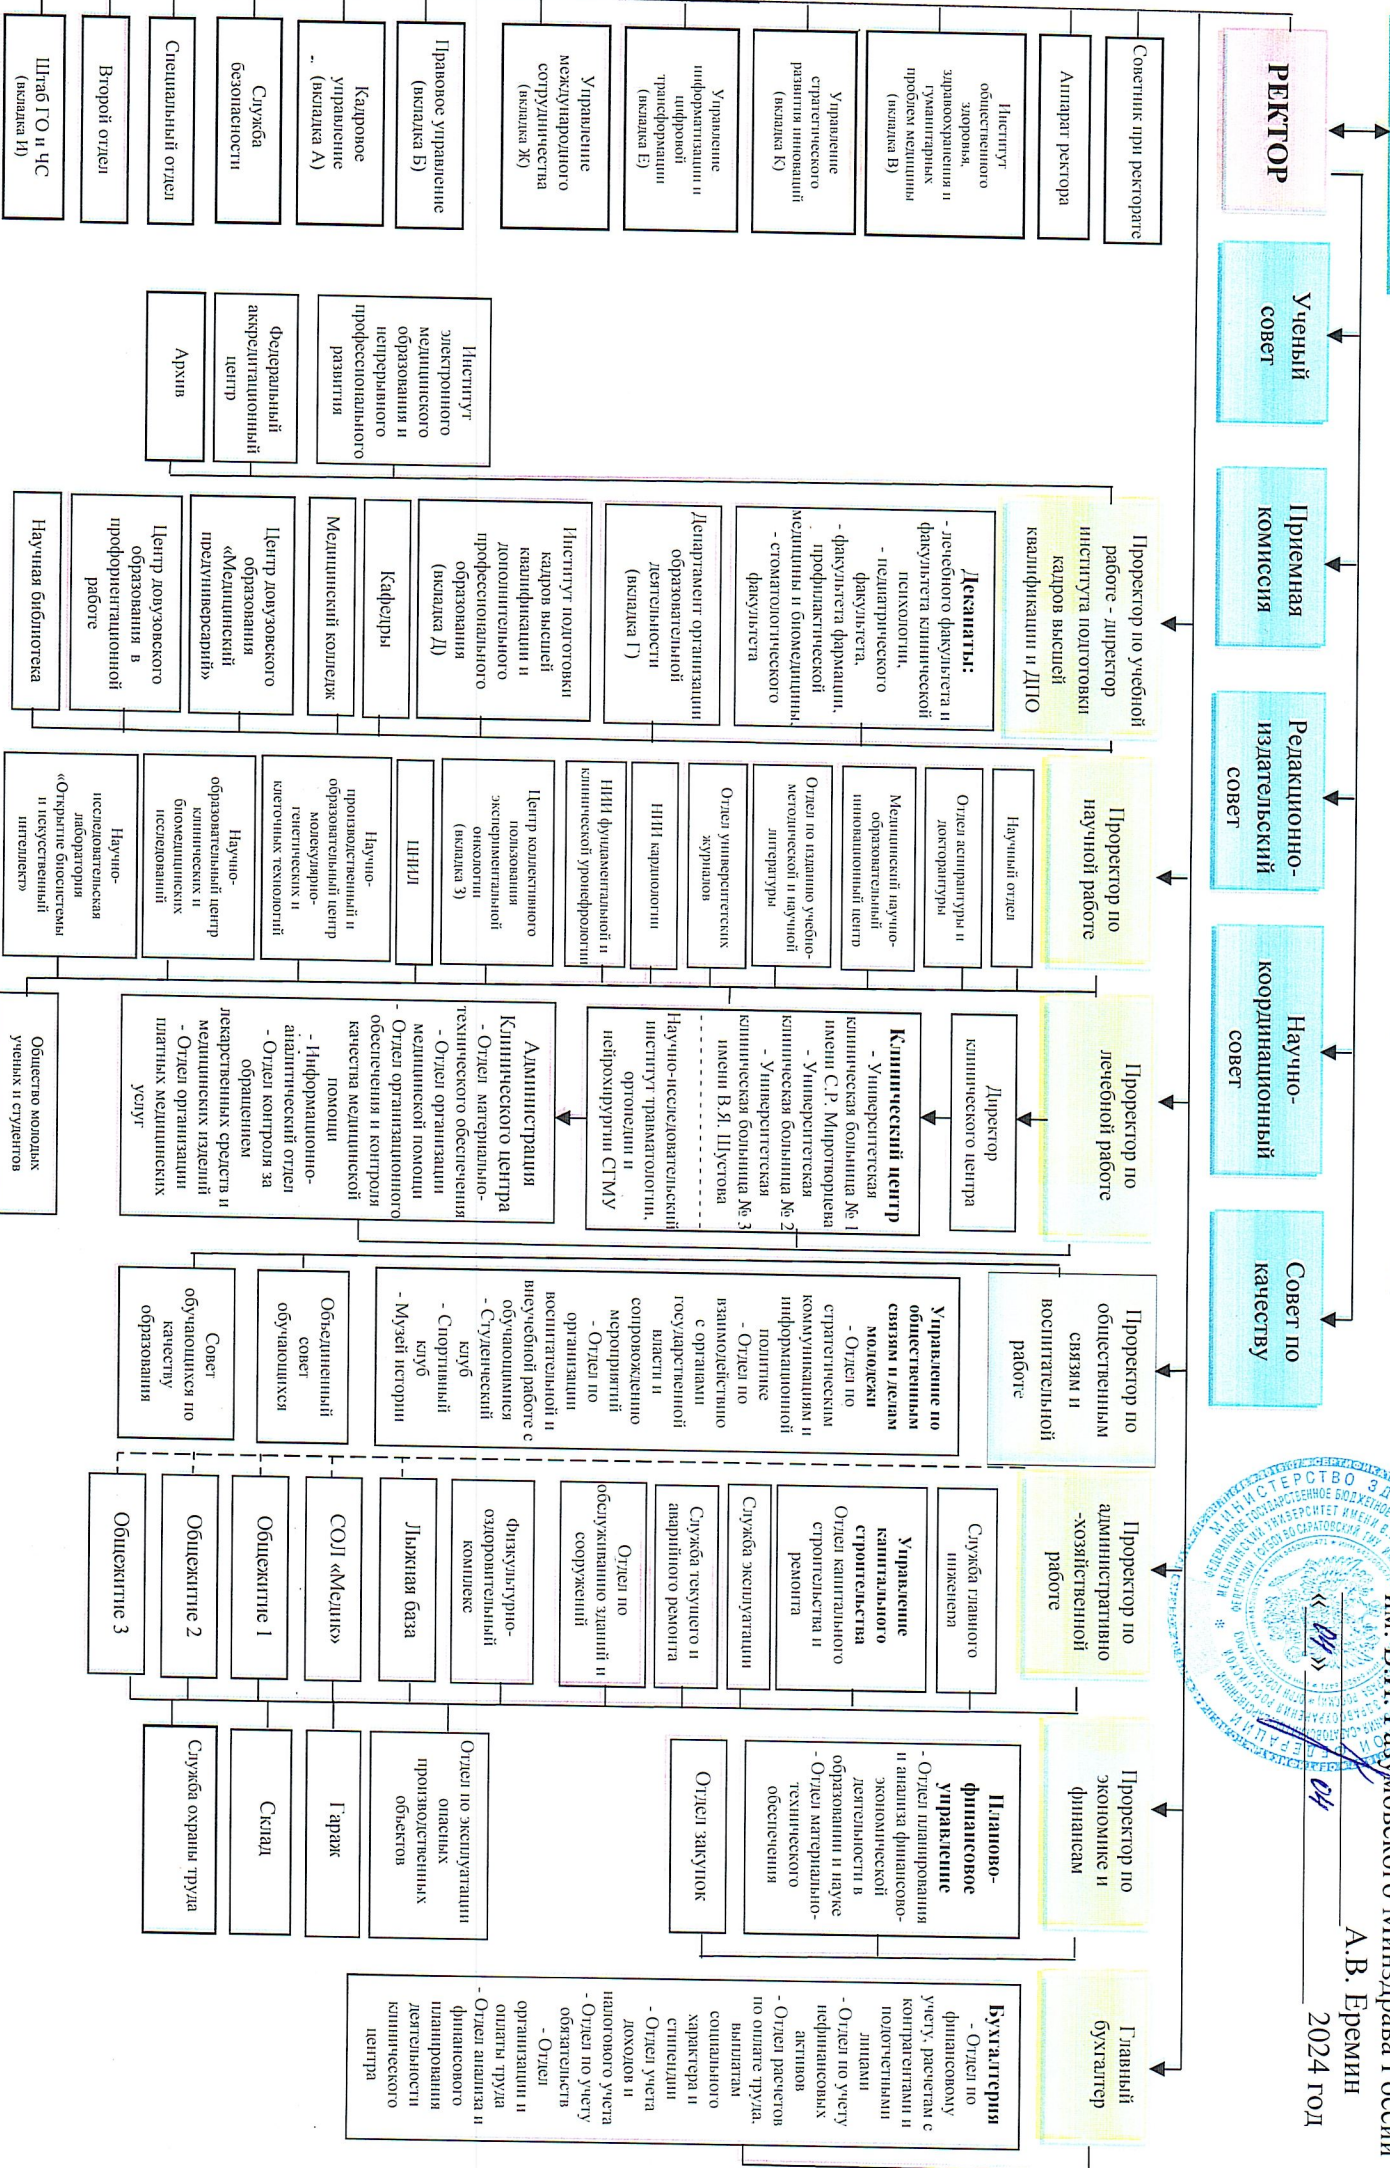 им. В.И. Разумовского Минздрава России
А.В. Еремин
« 04 » 04 2024 год
РЕКТОР
Ученый
совет
Приемная
комиссия
Редакционно-
издательский
совет
Научно-
координационный
совет
Совет по
качеству
Советник при ректорате
Аппарат ректора
Институт
общественного
здоровья,
здравоохранения и
гуманитарных
проблем медицины
(вкладка В)
Управление
стратегического
развития инноваций
(вкладка К)
Управление
информатизации и
цифровой
трансформации
(вкладка Е)
Управление
международного
сотрудничества
(вкладка Ж)
Правовое управление
(вкладка Б)
Кадровое
управление
(вкладка А)
Служба
безопасности
Специальный отдел
Второй отдел
Штаб ГО и ЧС
(вкладка И)
Проректор по учебной
работе - директор
института подготовки
кадров высшей
квалификации и ДПО
Институт
электронного
медицинского
образования и
непрерывного
профессионального
развития
Федеральный
аккредитационный
центр
Архив
Деканаты:
- лечебного факультета и
факультета клинической
психологии,
- педиатрического
факультета,
- факультета фармации,
профилактической
медицины и биомедицины,
- стоматологического
факультета
Департамент организации
образовательной
деятельности
(вкладка Г)
Институт подготовки
кадров высшей
квалификации и
дополнительного
профессионального
образования
(вкладка Д)
Кафедры
Медицинский колледж
Центр довузовского
образования
«Медицинский
предуниверсарий»
Центр довузовского
образования и
профориентационной
работе
Научная библиотека
Проректор по
научной работе
Научный отдел
Отдел аспирантуры и
докторантуры
Медицинский научно-
образовательный
инновационный центр
Отдел по изданию учебно-
методической и научной
литературы
Отдел университетских
журналов
НИИ кардиологии
НИИ фундаментальной и
клинической уронефрологии
Центр коллективного
пользования
экспериментальной
онкологии
(вкладка З)
ЦНИЛ
Научно-
производственный и
образовательный центр
молекулярно-
генетических и
клеточных технологий
Научно-
образовательный центр
клинических и
биомедицинских
исследований
Научно-
исследовательская
лаборатория
«Открытие биосистемы
и искусственный
интеллект»
Общество молодых
ученых и студентов
Проректор по
лечебной работе
Директор
клинического центра
Клинический центр
- Университетская
клиническая больница № 1
имени С.Р. Миротворцева
- Университетская
клиническая больница № 2
- Университетская
клиническая больница № 3
имени В.Я. Шустова
Научно-исследовательский
институт травматологии,
ортопедии и
нейрохирургии СГМУ
Администрация
Клинического центра
- Отдел материально-
технического обеспечения
- Отдел организации
медицинской помощи
- Отдел организационного
обеспечения и контроля
качества медицинской
помощи
- Информационно-
аналитический отдел
- Отдел контроля за
обращением
лекарственных средств и
медицинских изделий
- Отдел организации
платных медицинских
услуг
Проректор по
общественным
связям и
воспитательной
работе
Управление по
общественным
связям и делам
молодежи
- Отдел по
стратегическим
коммуникациям и
информационной
политике
- Отдел по
взаимодействию
с органами
государственной
власти и
сопровождению
мероприятий
- Отдел по
организации
воспитательной и
внеучебной работе с
обучающимися
- Студенческий
клуб
- Спортивный
клуб
- Музей истории
Объединенный
совет
обучающихся
Совет
обучающихся по
качеству
образования
Проректор по
административно
-хозяйственной
работе
Служба главного
инженера
Управление
капитального
строительства
Отдел капитального
строительства и
ремонта
Служба эксплуатации
Служба текущего и
аварийного ремонта
Отдел по
обслуживанию зданий и
сооружений
Физкультурно-
оздоровительный
комплекс
Лыжная база
СОЛ «Медик»
Общежитие 1
Общежитие 2
Общежитие 3
Проректор по
экономике и
финансам
Планово-
финансовое
управление
- Отдел планирования
и анализа финансово-
экономической
деятельности в
образовании и науке
- Отдел материально-
технического
обеспечения
Отдел закупок
Отдел по эксплуатации
опасных
производственных
объектов
Гараж
Склад
Служба охраны труда
Главный
бухгалтер
Бухгалтерия
- Отдел по
финансовому
учету, расчетам с
контрагентами и
подотчетными
лицами
- Отдел по учету
нефинансовых
активов
- Отдел расчетов
по оплате труда,
выплатам
социального
характера и
стипендии
- Отдел учета
доходов и
налогового учета
- Отдел по учету
обязательств
- Отдел
организации и
оплаты труда
- Отдел анализа и
финансового
планирования
деятельности
клинического
центра